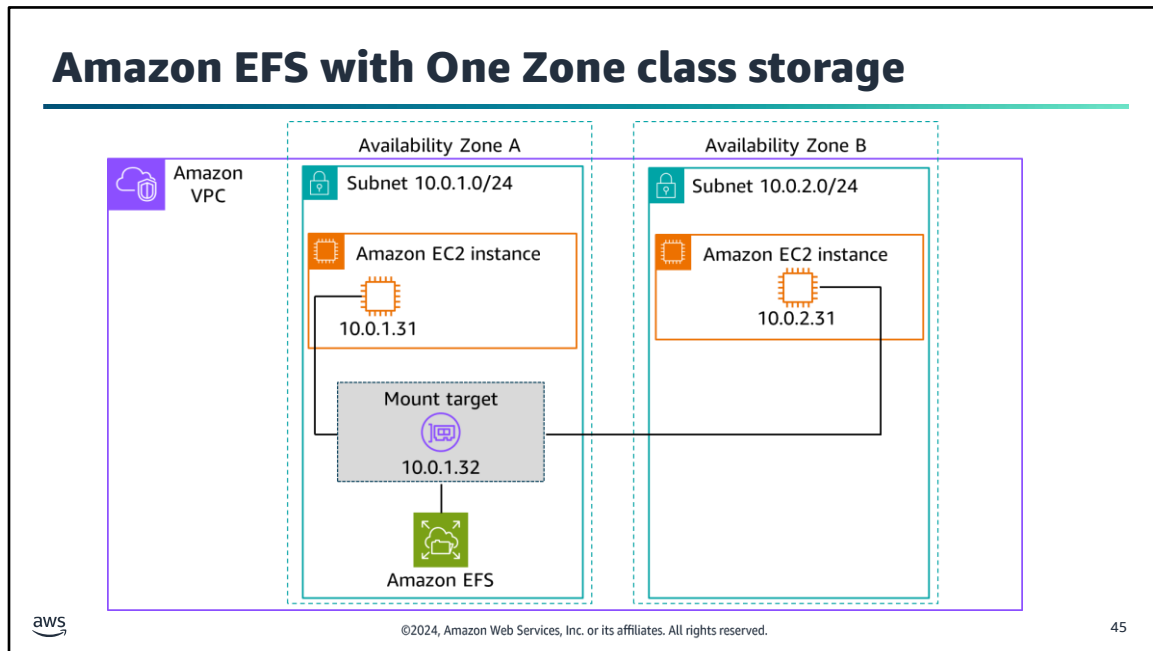 Amazon EFS with One Zone class storage
Availability Zone A
Availability Zone B
Amazon
VPC
Subnet 10.0.1.0/24
Subnet 10.0.2.0/24
Amazon EC2 instance
Amazon EC2 instance
10.0.1.31
10.0.2.31
Mount target
10.0.1.32
Amazon EFS
aws
©2024, Amazon Web Services, Inc. or its affiliates. All rights reserved.
45